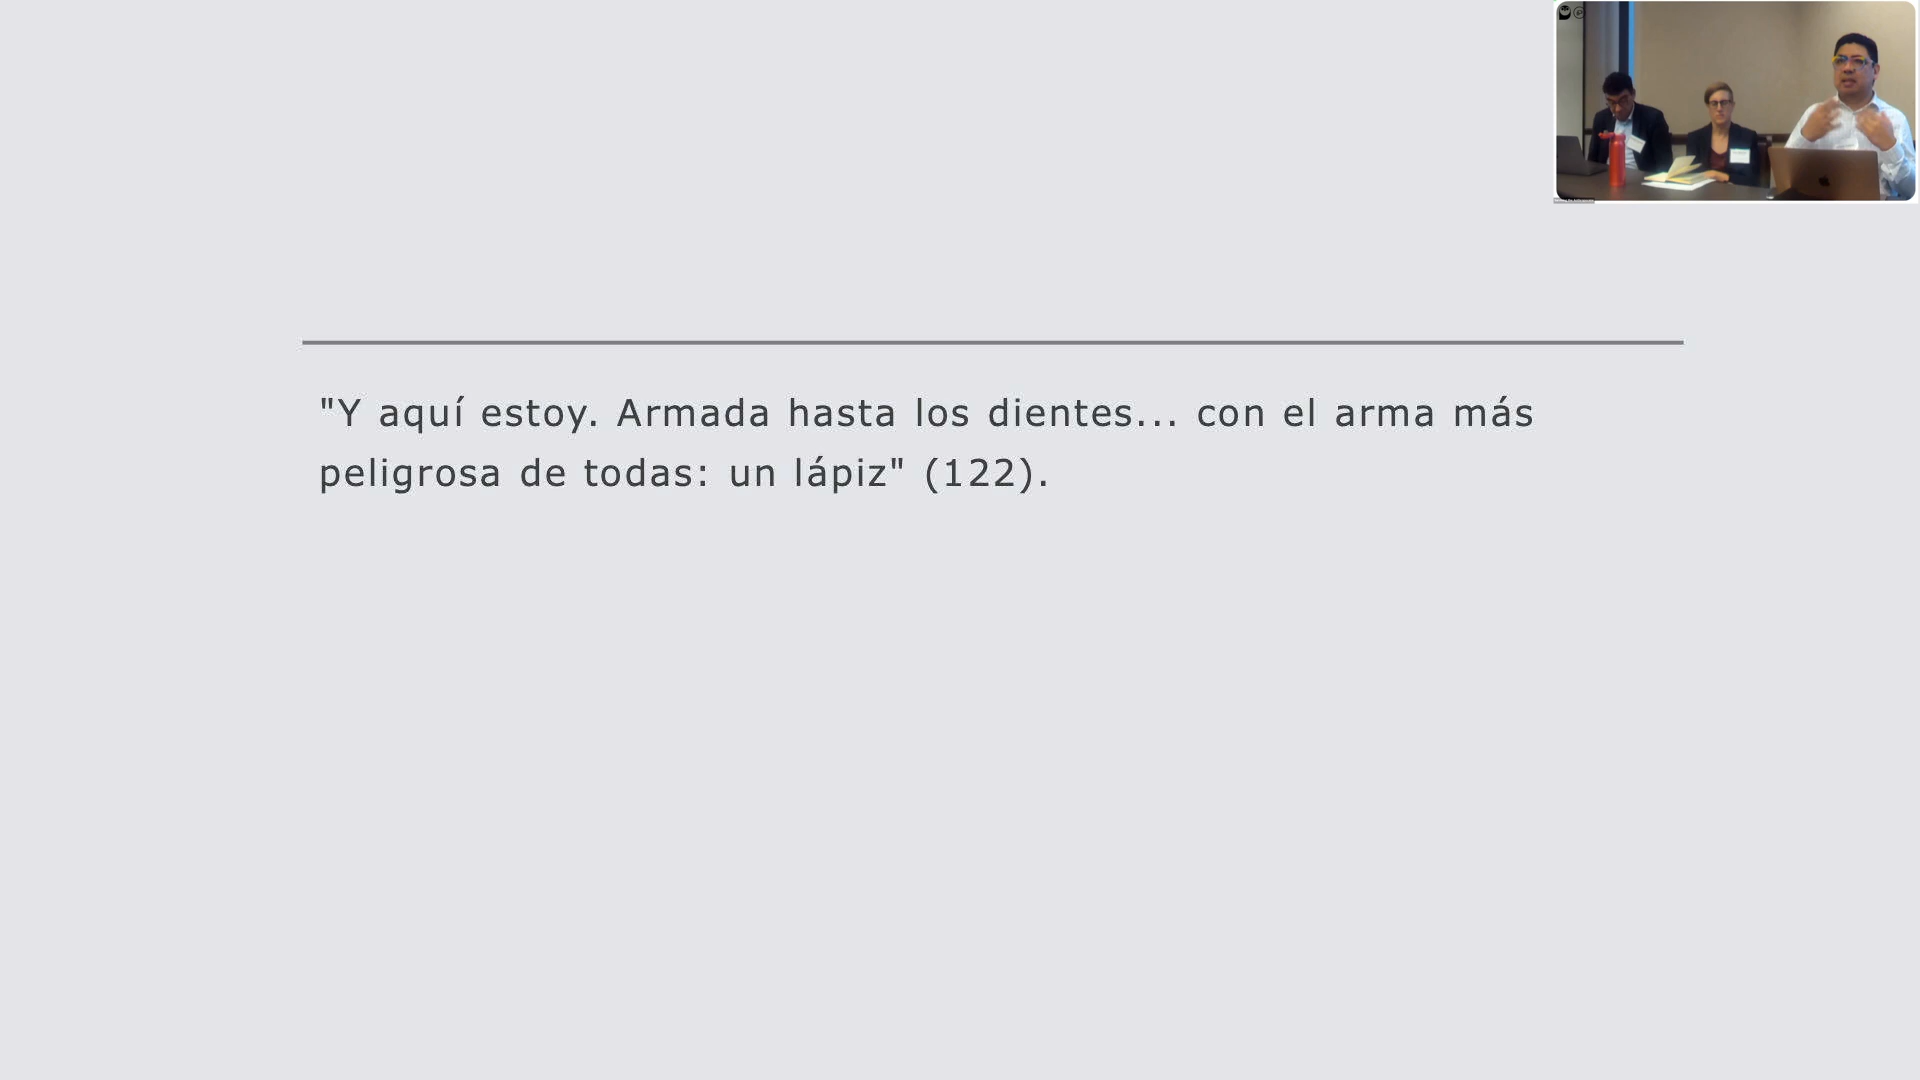 "Y aquí estoy. Armada hasta los dientes... con el arma más
peligrosa de todas: un lápiz" (122).